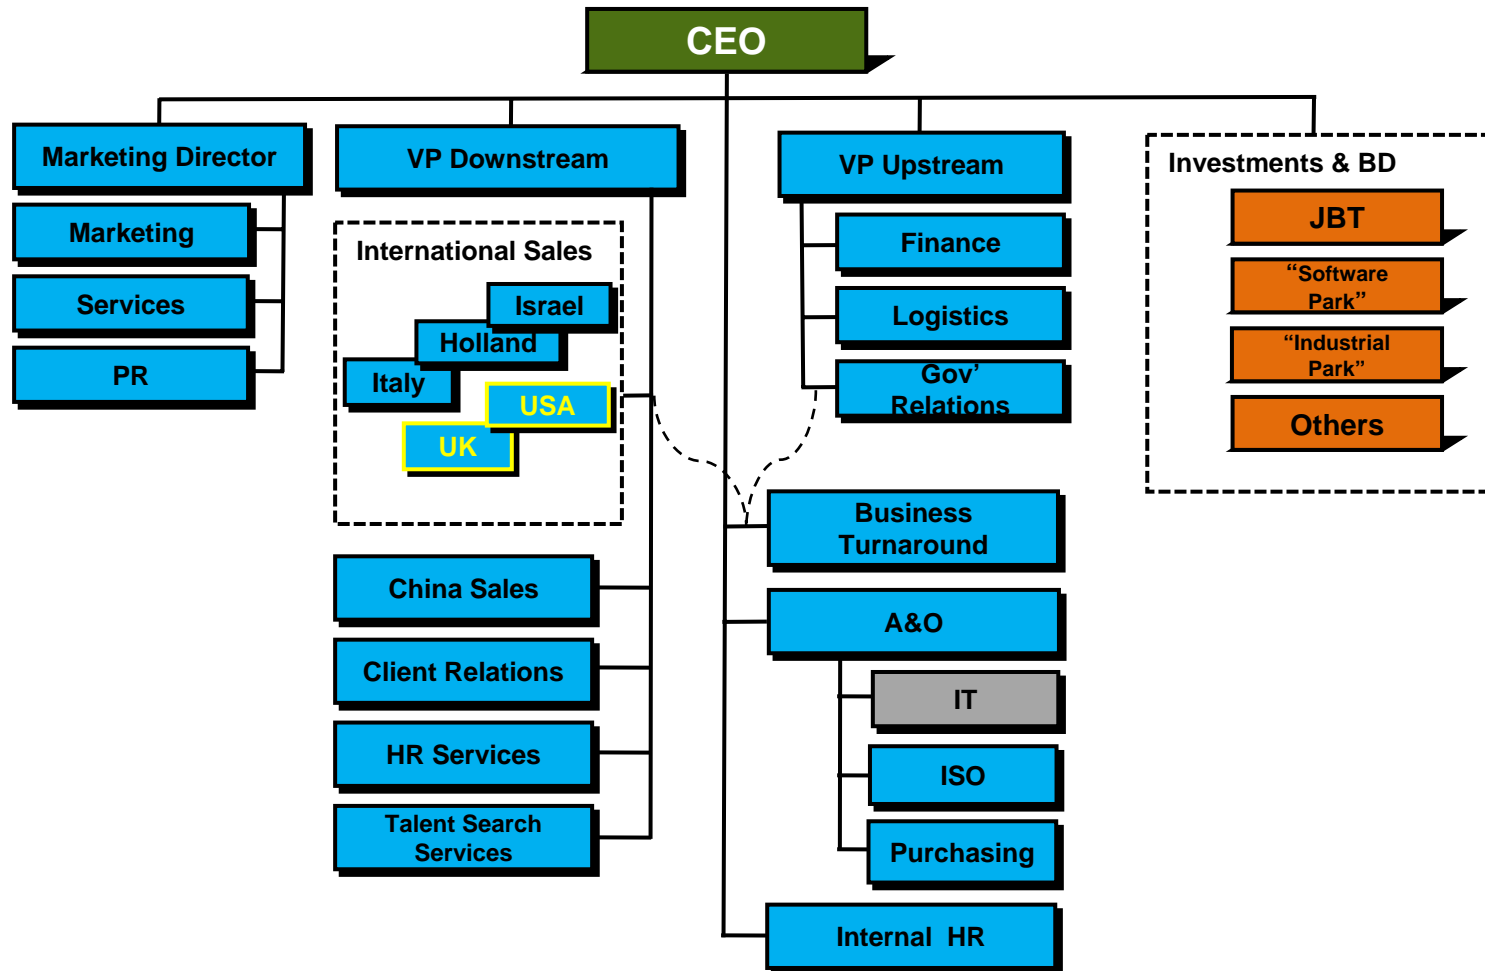 CEO
Marketing Director
Marketing
Services
PR
VP Downstream
International Sales
Israel
Holland
Italy
USA
UK
China Sales
Client Relations
HR Services
Talent Search
Services
VP Upstream
Finance
Logistics
Gov’
Relations
Business
Turnaround
A&O
IT
ISO
Purchasing
Internal HR
Investments & BD
JBT
“Software
Park”
“Industrial
Park”
Others